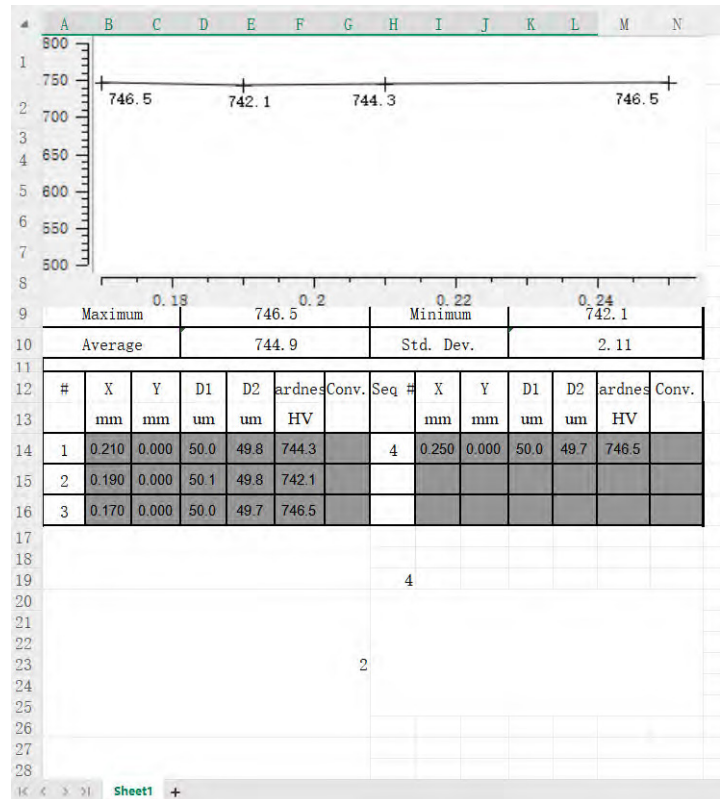 A B C D E F G H I J K L M N
1
2
3
4
5
6
7
8
800
750
700
650
600
550
500
746.5 742.1 744.3 746.5
0.18 0.2 0.22 0.24
9 Maximum 746.5 Minimum 742.1
10 Average 744.9 Std. Dev. 2.11
11
12 # X Y D1 D2 ardnes Conv. Seq # X Y D1 D2 ardnes Conv.
13 mm mm um um HV mm mm um um HV
14 1 0.210 0.000 50.0 49.8 744.3 4 0.250 0.000 50.0 49.7 746.5
15 2 0.190 0.000 50.1 49.8 742.1
16 3 0.170 0.000 50.0 49.7 746.5
17
18
19 4
20
21
22
23 2
24
25
26
27
28
Sheet1 +